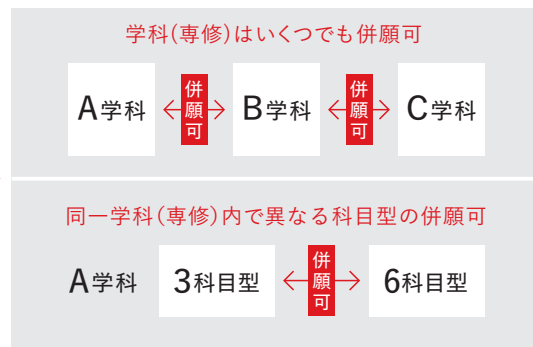 学科(専修)はいくつでも併願可
A学科 併願可 B学科 併願可 C学科
同一学科(専修)内で異なる科目型の併願可
A学科 3科目型 併願可 6科目型